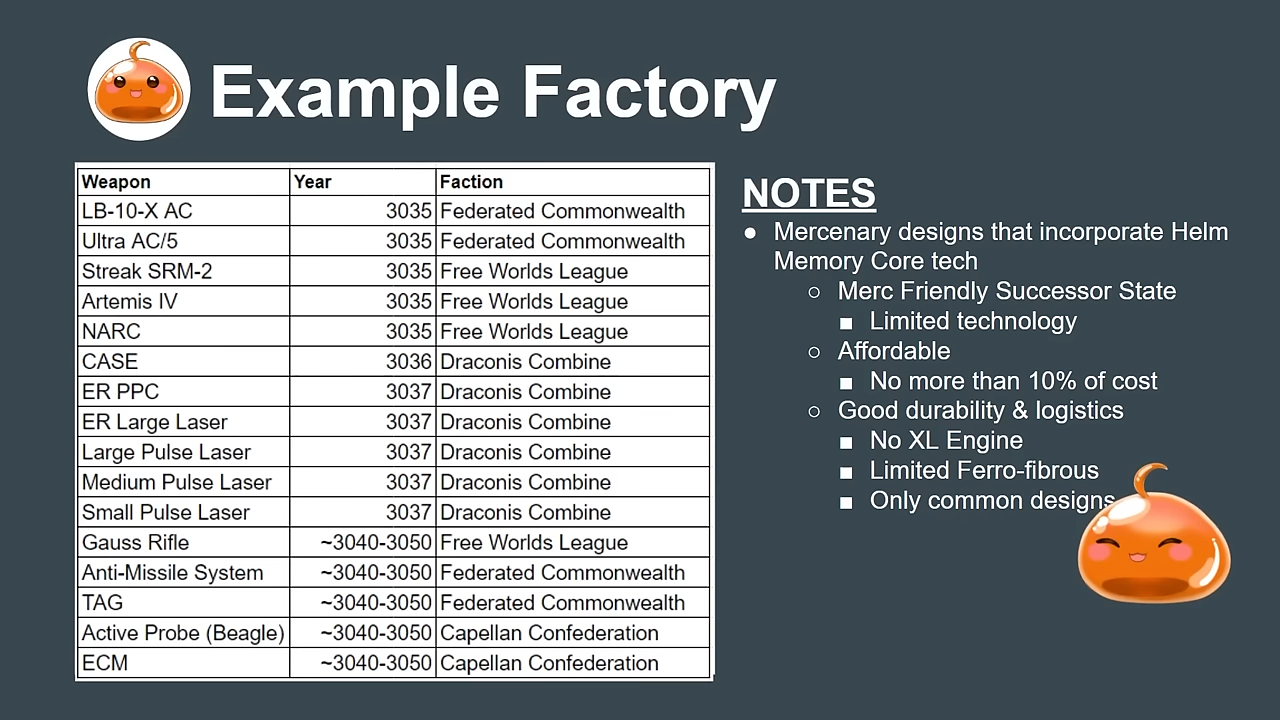 Example Factory
Weapon Year Faction
LB-10-X AC 3035 Federated Commonwealth
Ultra AC/5 3035 Federated Commonwealth
Streak SRM-2 3035 Free Worlds League
Artemis IV 3035 Free Worlds League
NARC 3035 Free Worlds League
CASE 3036 Draconis Combine
ER PPC 3037 Draconis Combine
ER Large Laser 3037 Draconis Combine
Large Pulse Laser 3037 Draconis Combine
Medium Pulse Laser 3037 Draconis Combine
Small Pulse Laser 3037 Draconis Combine
Gauss Rifle ~3040-3050 Free Worlds League
Anti-Missile System ~3040-3050 Federated Commonwealth
TAG ~3040-3050 Federated Commonwealth
Active Probe (Beagle) ~3040-3050 Capellan Confederation
ECM ~3040-3050 Capellan Confederation
NOTES
● Mercenary designs that incorporate Helm
Memory Core tech
○ Merc Friendly Successor State
■ Limited technology
○ Affordable
■ No more than 10% of cost
○ Good durability & logistics
■ No XL Engine
■ Limited Ferro-fibrous
■ Only common designs